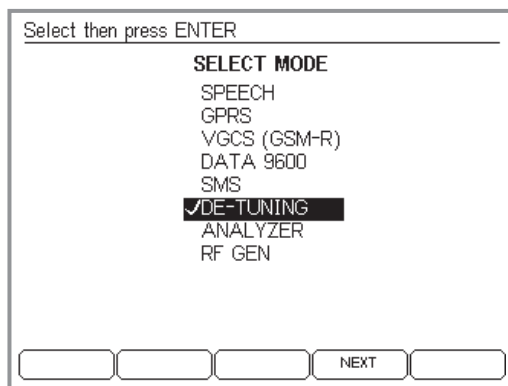 Select then press ENTER
SELECT MODE
SPEECH
GPRS
VGCS (GSM-R)
DATA 9600
SMS
✓DE-TUNING
ANALYZER
RF GEN
NEXT